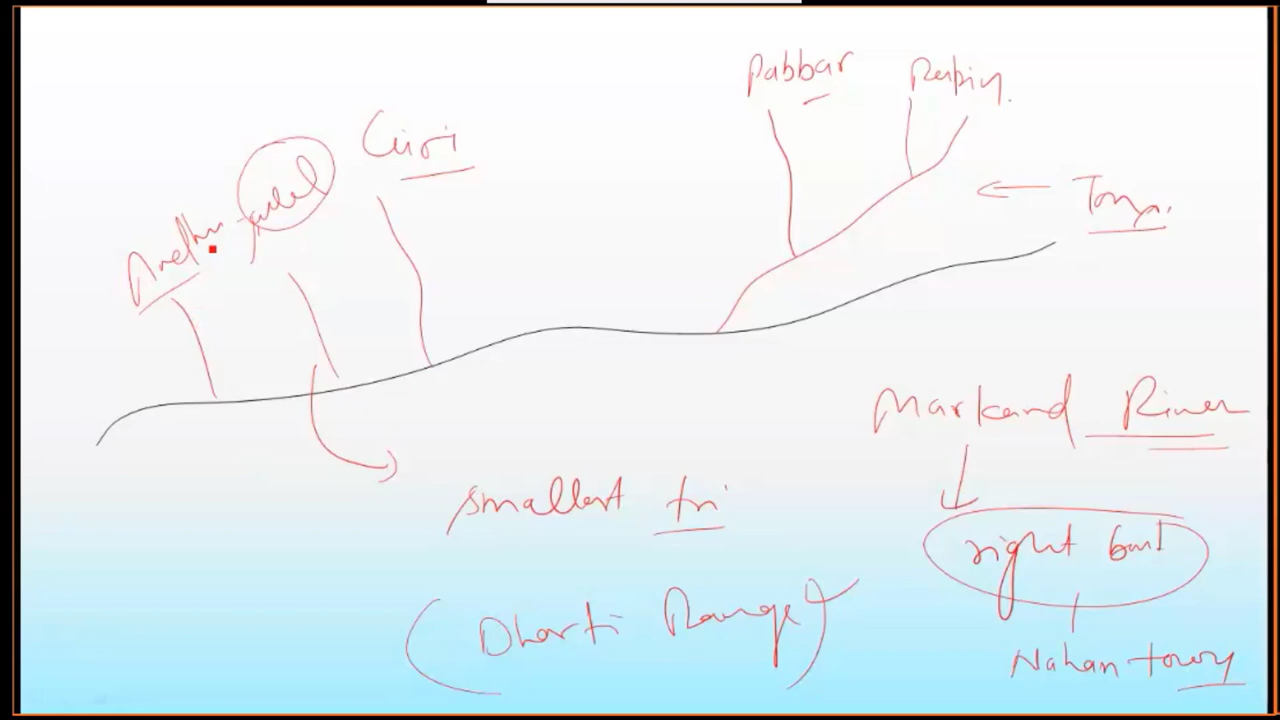 Pabbar
Rupin.
Giri
Tons.
Markand River
smallest tri
right bank
(Dharti Range)
Nahan town